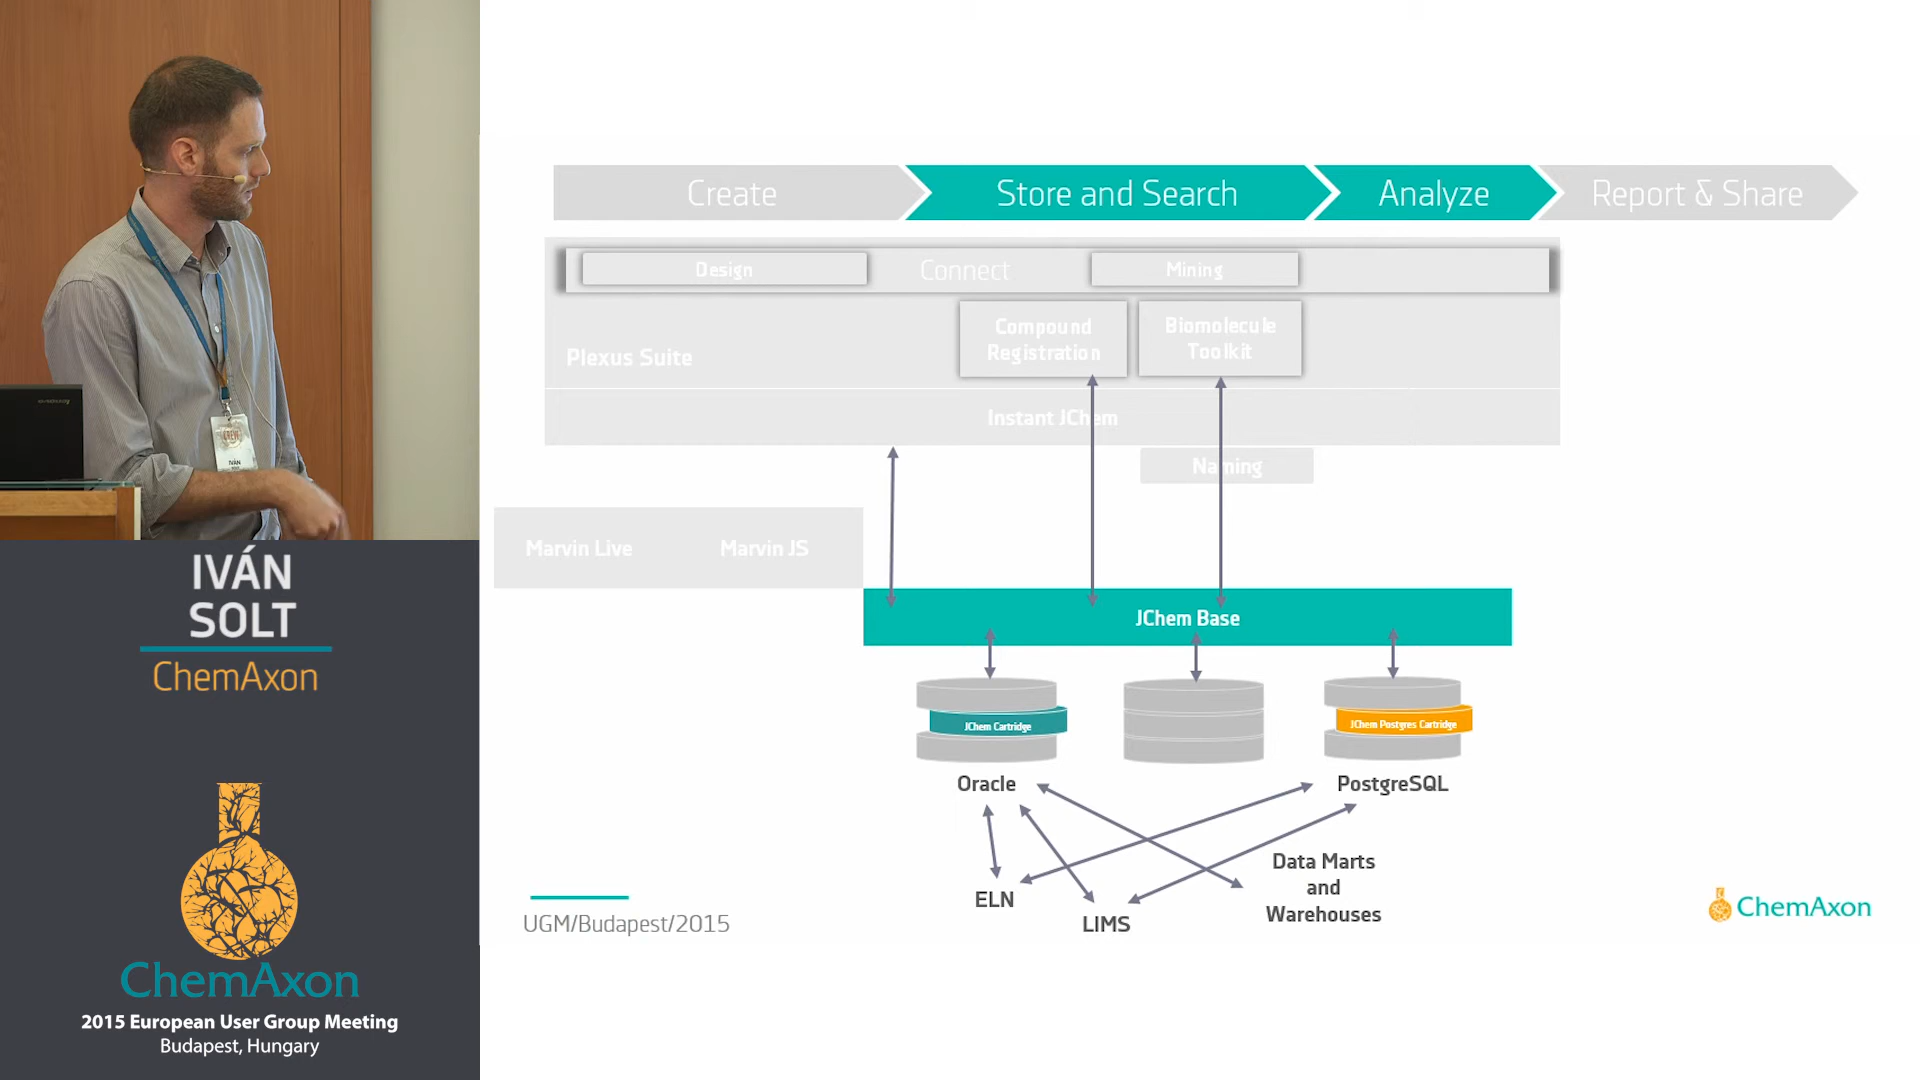 Create
Store and Search
Analyze
Report & Share
Design
Connect
Mining
Compound
Registration
Biomolecule
Toolkit
Plexus Suite
Instant JChem
Naming
Marvin Live
Marvin JS
JChem Base
JChem Cartridge
JChem Postgres Cartridge
Oracle
PostgreSQL
ELN
LIMS
Data Marts
and
Warehouses
UGM/Budapest/2015
ChemAxon
IVÁN
IVÁN
SOLT
ChemAxon
ChemAxon
2015 European User Group Meeting
Budapest, Hungary